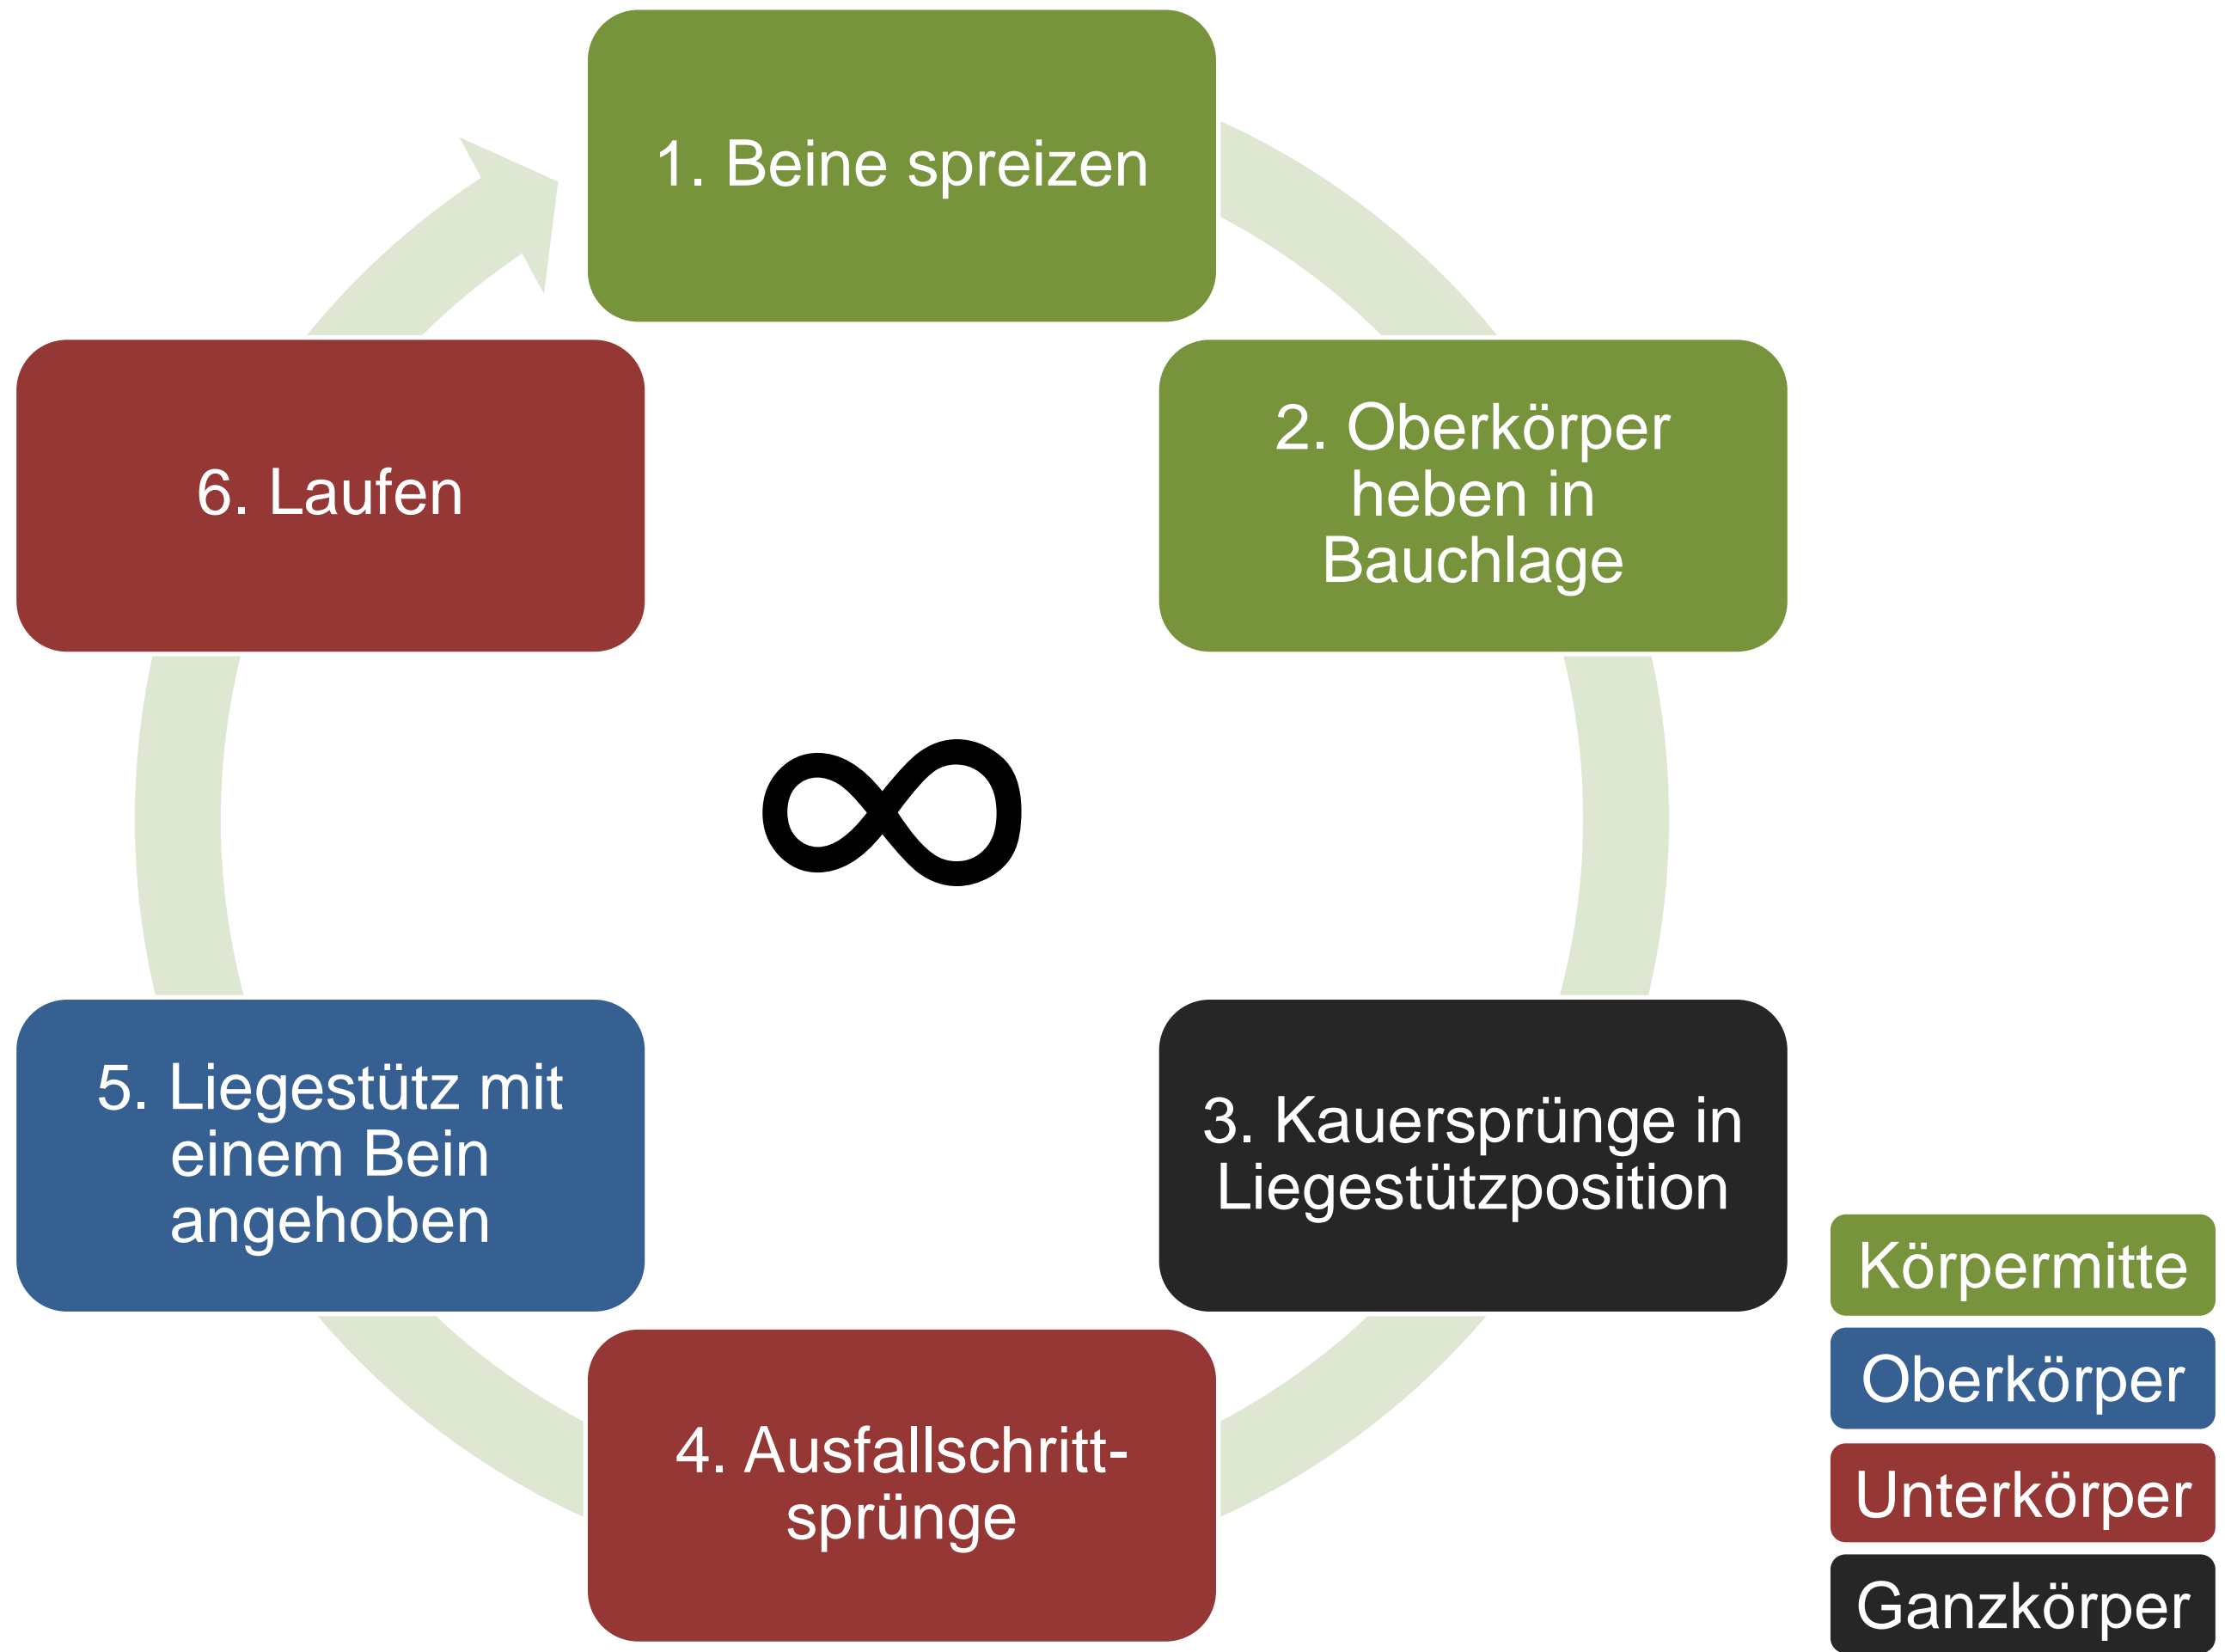 1. Beine spreizen
2. Oberkörper
heben in
Bauchlage
3. Kauersprünge in
Liegestützposition
4. Ausfallschritt-
sprünge
5. Liegestütz mit
einem Bein
angehoben
6. Laufen
∞
Körpermitte
Oberkörper
Unterkörper
Ganzkörper